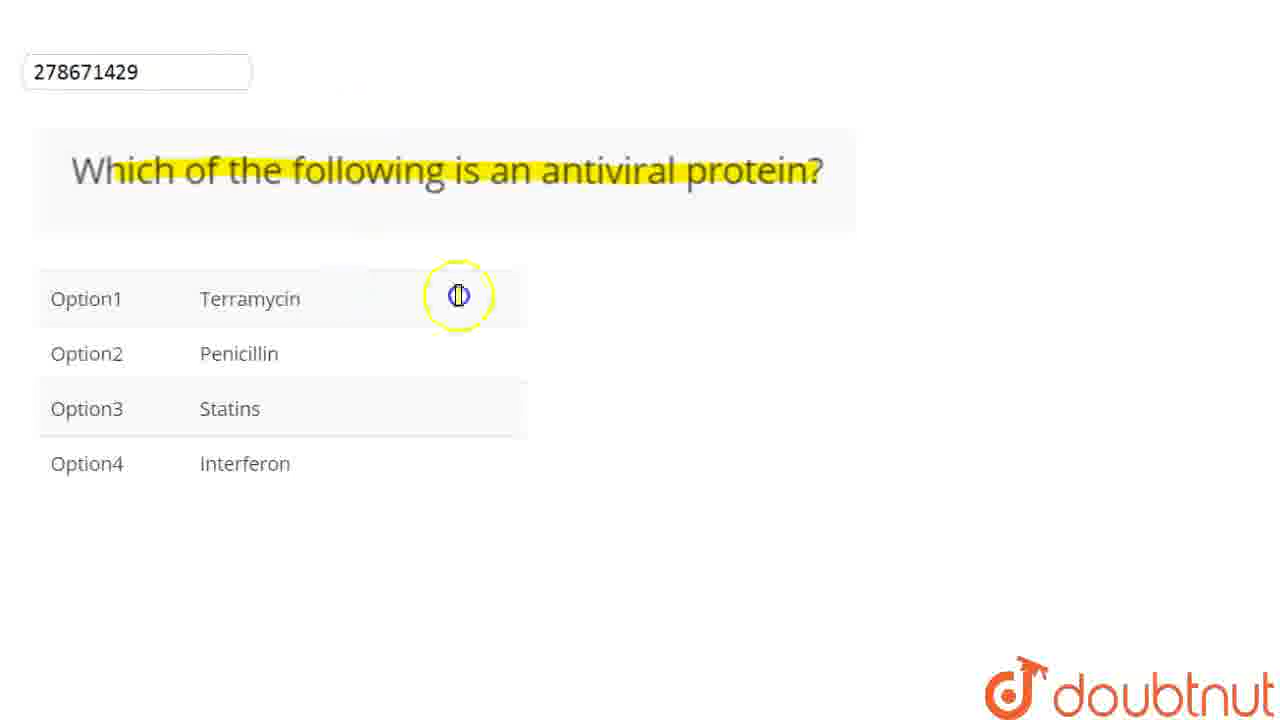 278671429
Which of the following is an antiviral protein?
Option1 Terramycin
Option2 Penicillin
Option3 Statins
Option4 Interferon
doubtnut